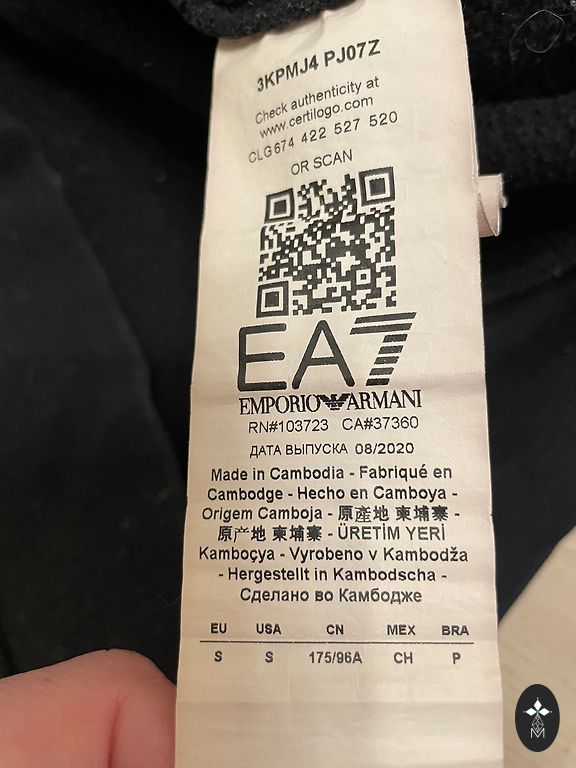 3KPMJ4 PJ07Z
Check authenticity at
www.certilogo.com
CLG674 422 527 520
OR SCAN
EA7
EMPORIO ARMANI
RN#103723 CA#37360
ДАТА ВЫПУСКА 08/2020
Made in Cambodia - Fabriqué en
Cambodge - Hecho en Camboya -
Origem Camboja - 原產地 柬埔寨 -
原产地 柬埔寨 - ÜRETİM YERİ
Kamboçya - Vyrobeno v Kambodža
- Hergestellt in Kambodscha -
Сделано во Камбодже
EU USA CN MEX BRA
S S 175/96A CH P
M